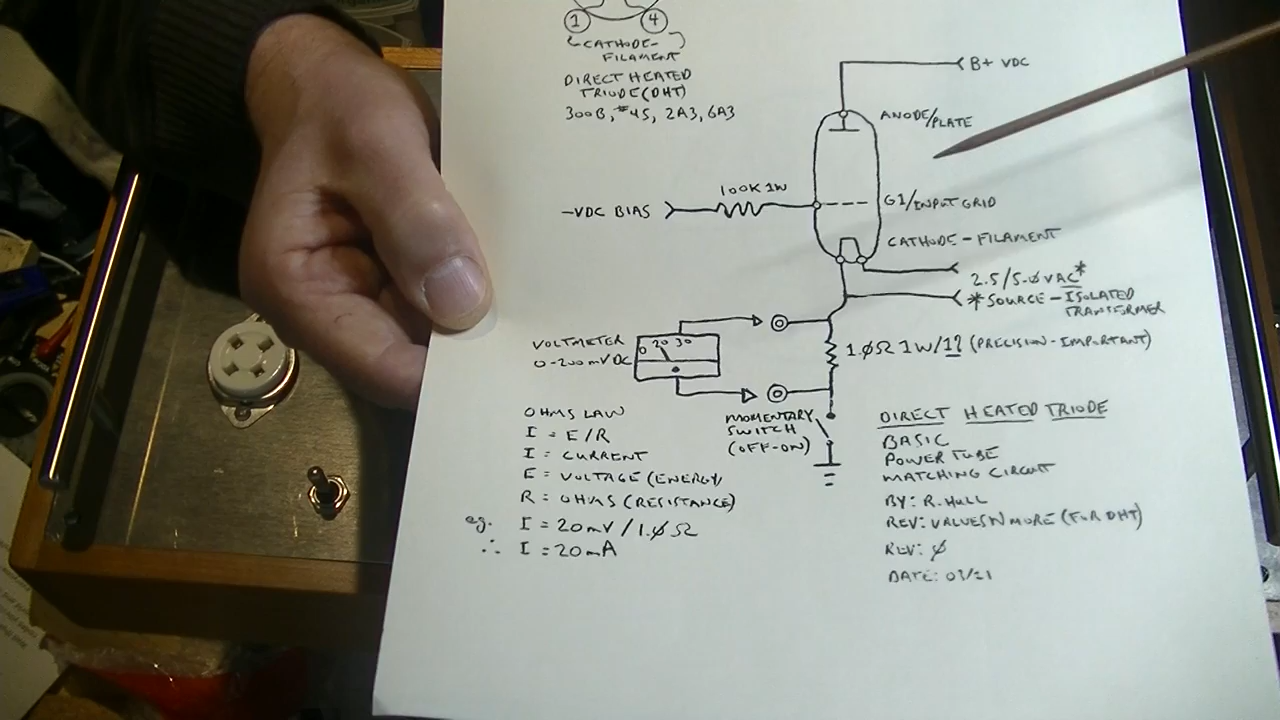 1 4
CATHODE-
FILAMENT
DIRECT HEATED
TRIODE (DHT)
300B, #45, 2A3, 6A3
B+ VDC
ANODE/PLATE
100K 1W
-VDC BIAS
G1/INPUT GRID
CATHODE - FILAMENT
2.5/5.0 VAC*
*SOURCE - ISOLATED
TRANSFORMER
VOLTMETER
0-200mVDC
0 20 30
1.0Ω 1W/1% (PRECISION-IMPORTANT)
MOMENTARY
SWITCH
(OFF-ON)
OHMS LAW
I = E/R
I = CURRENT
E = VOLTAGE (ENERGY)
R = OHMS (RESISTANCE)
eg. I = 20mV/1.0Ω
∴ I = 20mA
DIRECT HEATED TRIODE
BASIC
POWER TUBE
MATCHING CIRCUIT
BY: R. HULL
REV: VALUES N MORE (FOR DHT)
REV: 0
DATE: 03/21